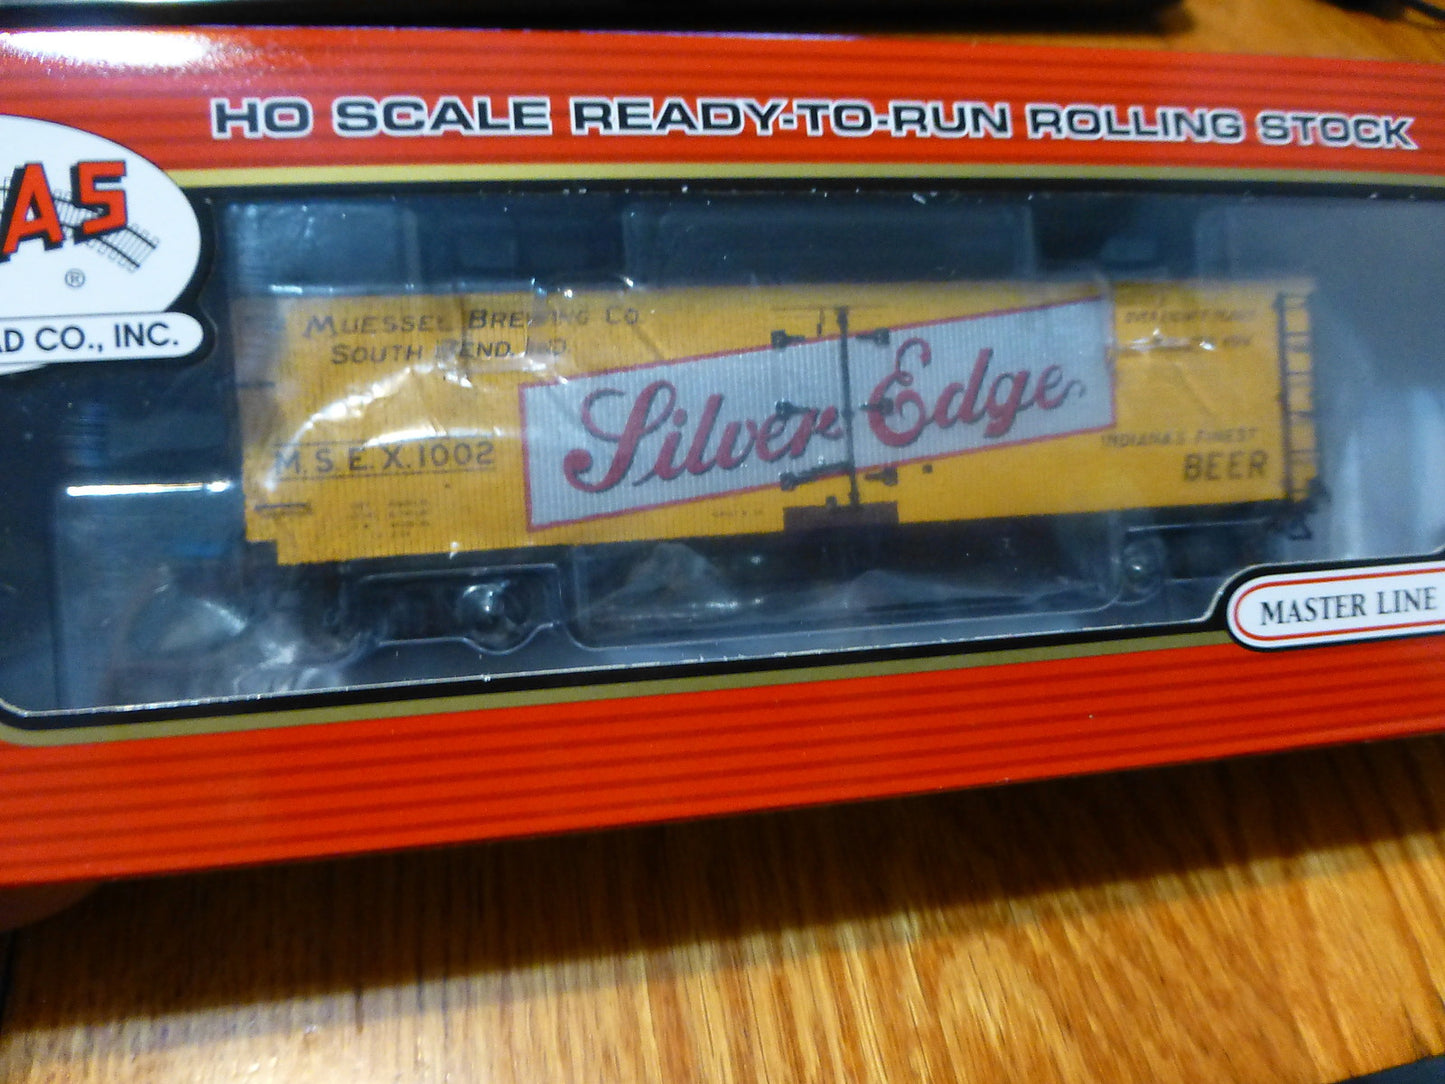 HO SCALE READY-TO-RUN ROLLING STOCK
AS
®
AD CO., INC.
MUESSEL BREWING CO
SOUTH BEND. IND.
M.S.E.X.1002
Silver Edge
INDIANA'S FINEST
BEER
MASTER LINE